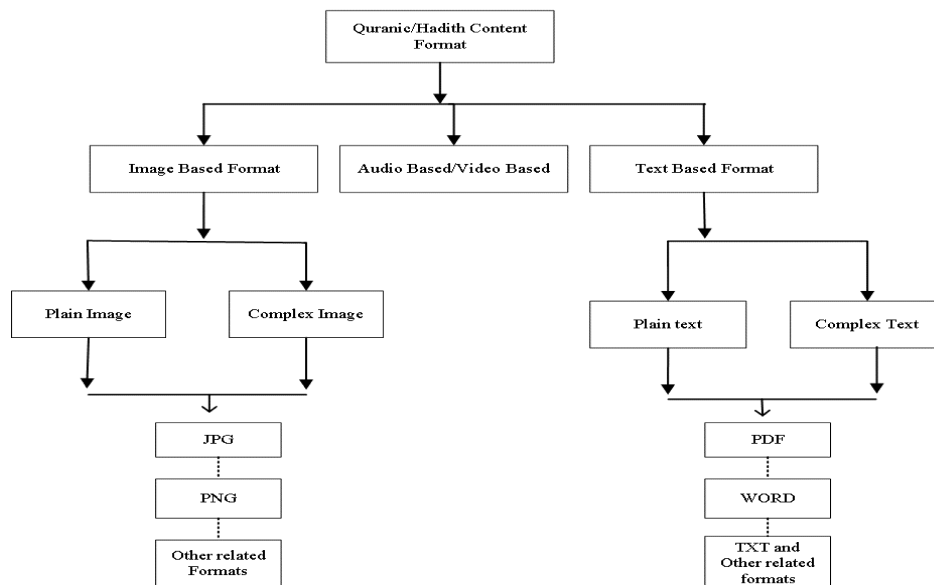 Quranic/Hadith Content
Format
Image Based Format
Audio Based/Video Based
Text Based Format
Plain Image
Complex Image
Plain text
Complex Text
JPG
PDF
PNG
WORD
Other related
Formats
TXT and
Other related
formats